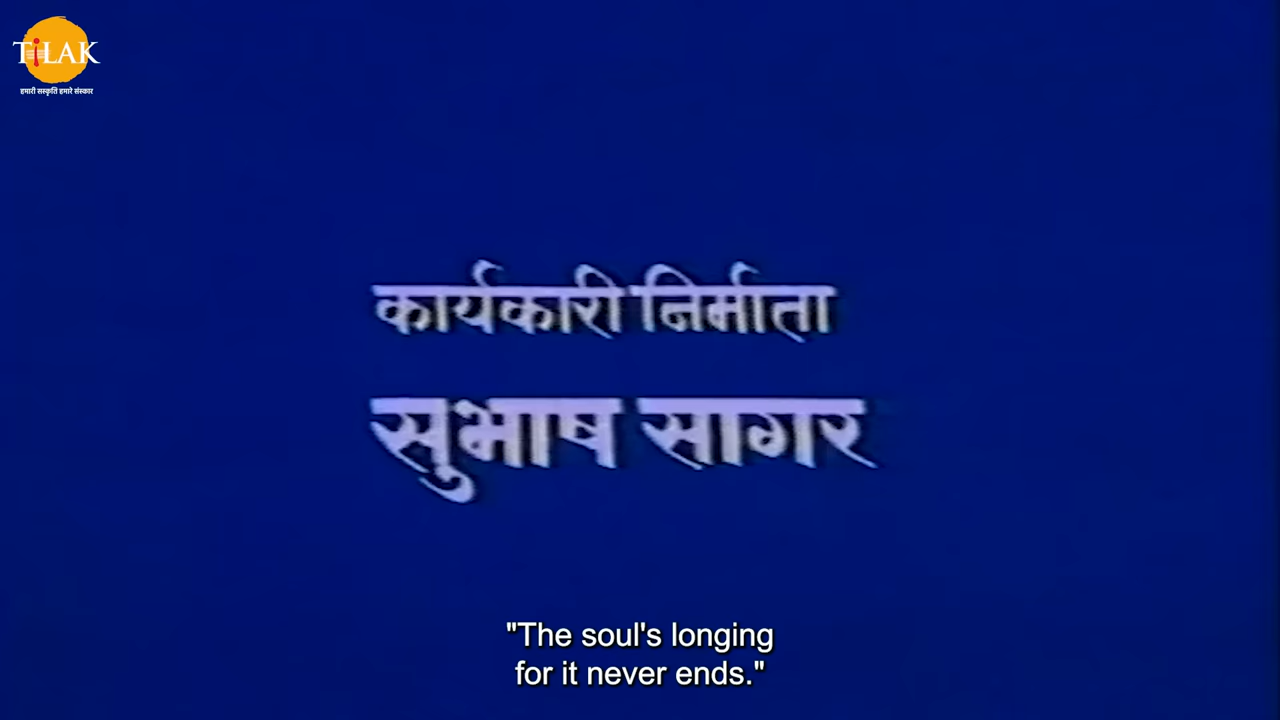 TiLAK
हमारी संस्कृति हमारे संस्कार
कार्यकारी निर्माता
सुभाष सागर
"The soul's longing
for it never ends."